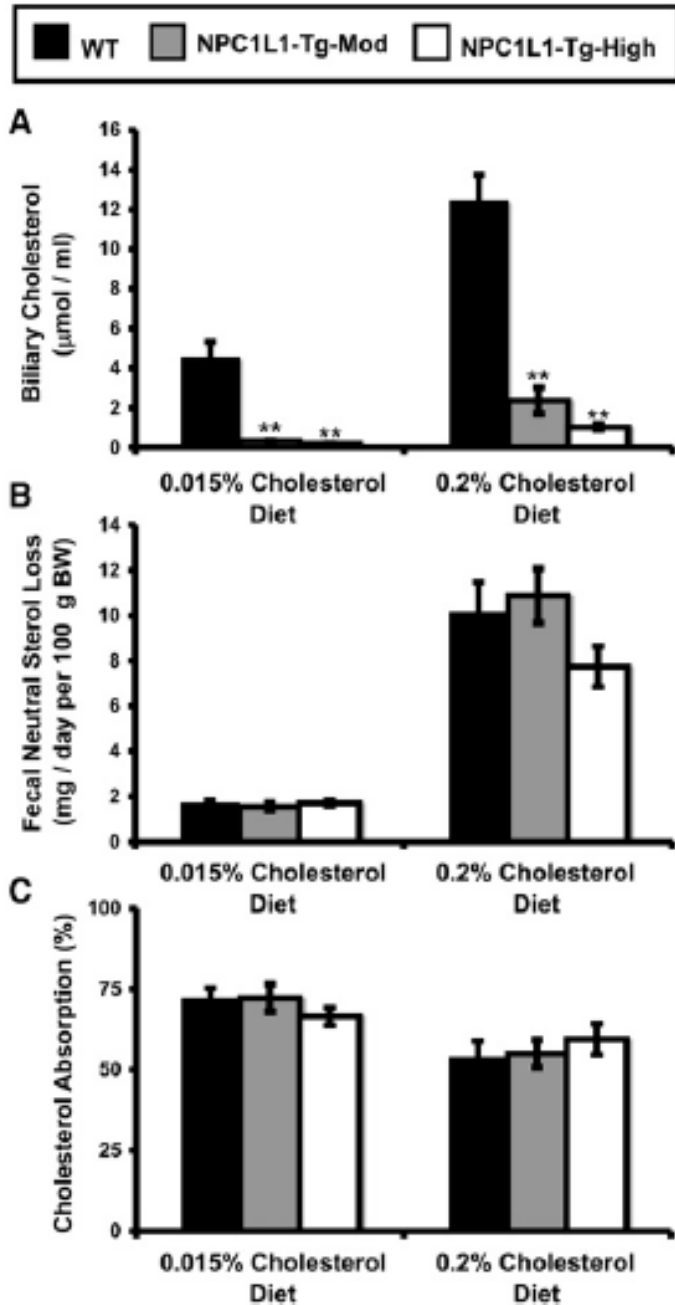 WT NPC1L1-Tg-Mod NPC1L1-Tg-High
A
Biliary Cholesterol
(µmol / ml)
16
14
12
10
8
6
4
2
0
** ** ** **
0.015% Cholesterol
Diet
0.2% Cholesterol
Diet
B
Fecal Neutral Sterol Loss
(mg / day per 100 g BW)
14
12
10
8
6
4
2
0
0.015% Cholesterol
Diet
0.2% Cholesterol
Diet
C
Cholesterol Absorption (%)
100
75
50
25
0
0.015% Cholesterol
Diet
0.2% Cholesterol
Diet